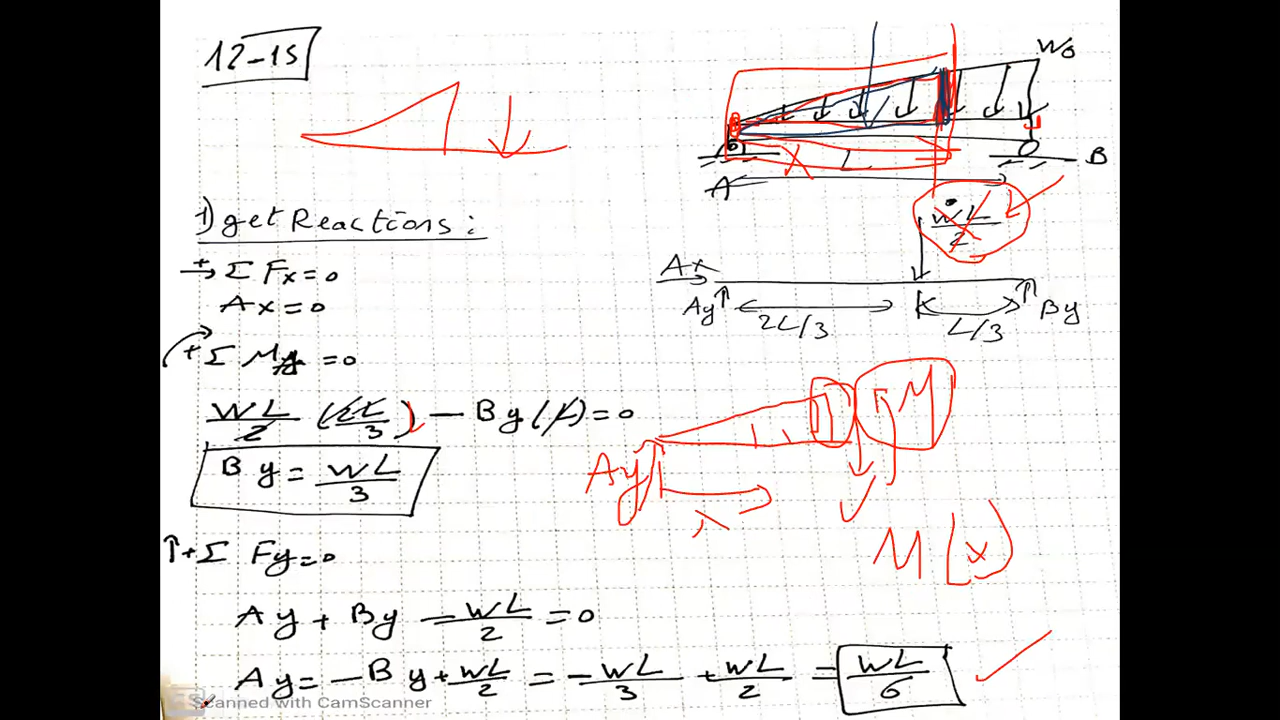 12-15
Wo
L
A
B
WL/2
1) get Reactions:
+→ Σ Fx = 0
Ax = 0
Ax
Ay
2L/3
L/3
By
+ Σ MA = 0
WL/2 (2L/3) - By (L) = 0
By = WL/3
Ay
M
x
M(x)
↑+ Σ Fy = 0
Ay + By - WL/2 = 0
Ay = -By + WL/2 = -WL/3 + WL/2 = WL/6
Scanned with CamScanner